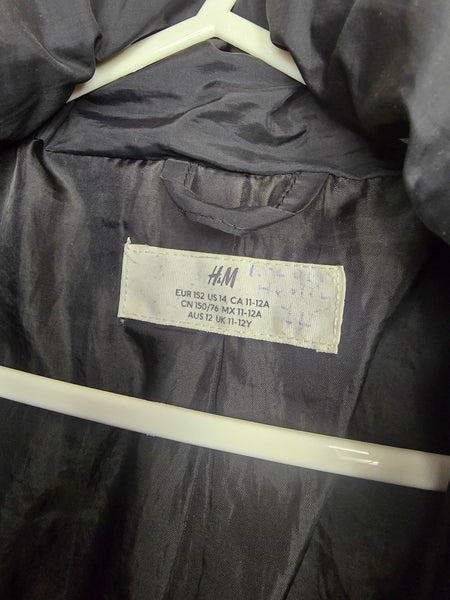 H&M
EUR 152 US 14 CA 11-12A
CN 150/76 MX 11-12A
AUS 12 UK 11-12Y